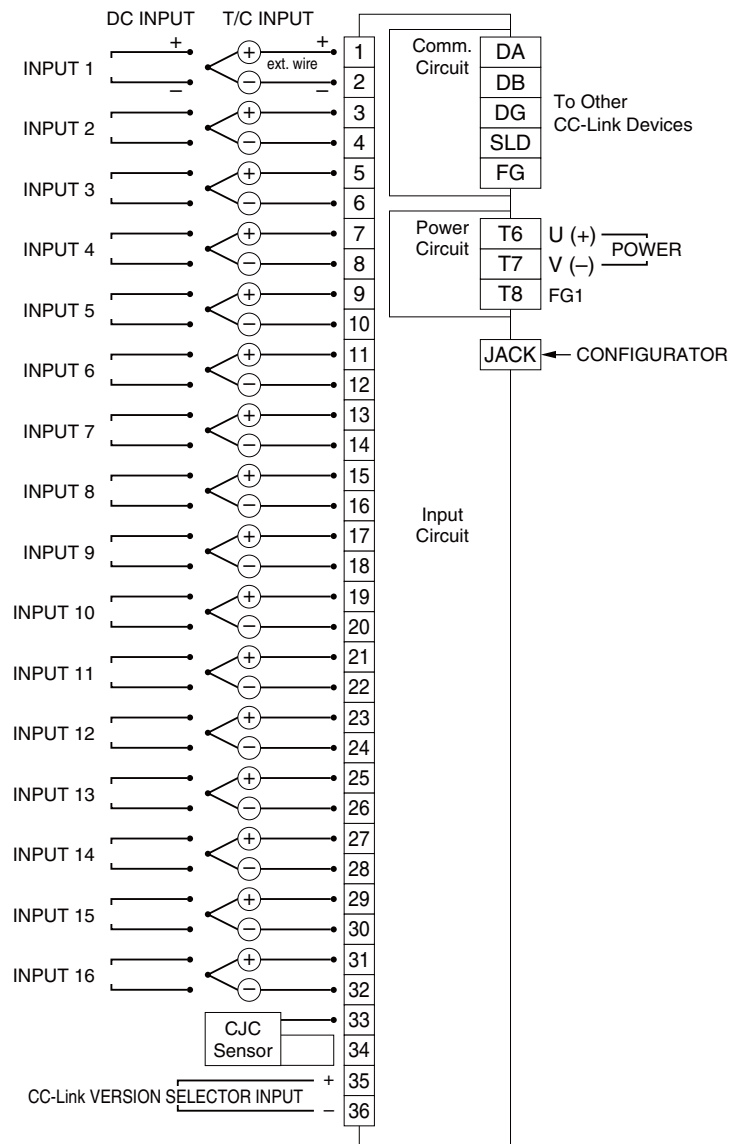 DC INPUT T/C INPUT
INPUT 1 + – + – ext. wire + – 1
2
INPUT 2 + – 3
4
INPUT 3 + – 5
6
INPUT 4 + – 7
8
INPUT 5 + – 9
10
INPUT 6 + – 11
12
INPUT 7 + – 13
14
INPUT 8 + – 15
16
INPUT 9 + – 17
18
INPUT 10 + – 19
20
INPUT 11 + – 21
22
INPUT 12 + – 23
24
INPUT 13 + – 25
26
INPUT 14 + – 27
28
INPUT 15 + – 29
30
INPUT 16 + – 31
32
CJC
Sensor
33
34
CC-Link VERSION SELECTOR INPUT + 35
– 36
Comm.
Circuit
DA
DB
DG
SLD
FG
To Other
CC-Link Devices
Power
Circuit
T6 U (+)
T7 V (–)
POWER
T8 FG1
JACK CONFIGURATOR
Input
Circuit